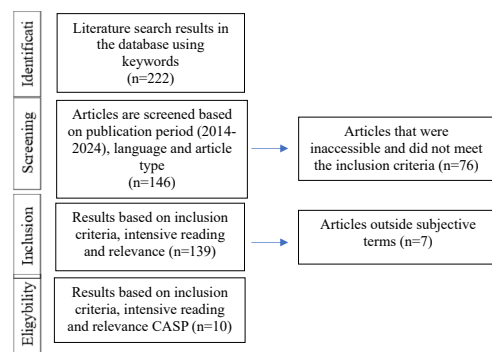 Identificati
Literature search results in
the database using
keywords
(n=222)
Screening
Articles are screened based
on publication period (2014-
2024), language and article
type
(n=146)
Articles that were
inaccessible and did not meet
the inclusion criteria (n=76)
Inclusion
Results based on inclusion
criteria, intensive reading
and relevance (n=139)
Articles outside subjective
terms (n=7)
Eligybility
Results based on inclusion
criteria, intensive reading
and relevance CASP (n=10)